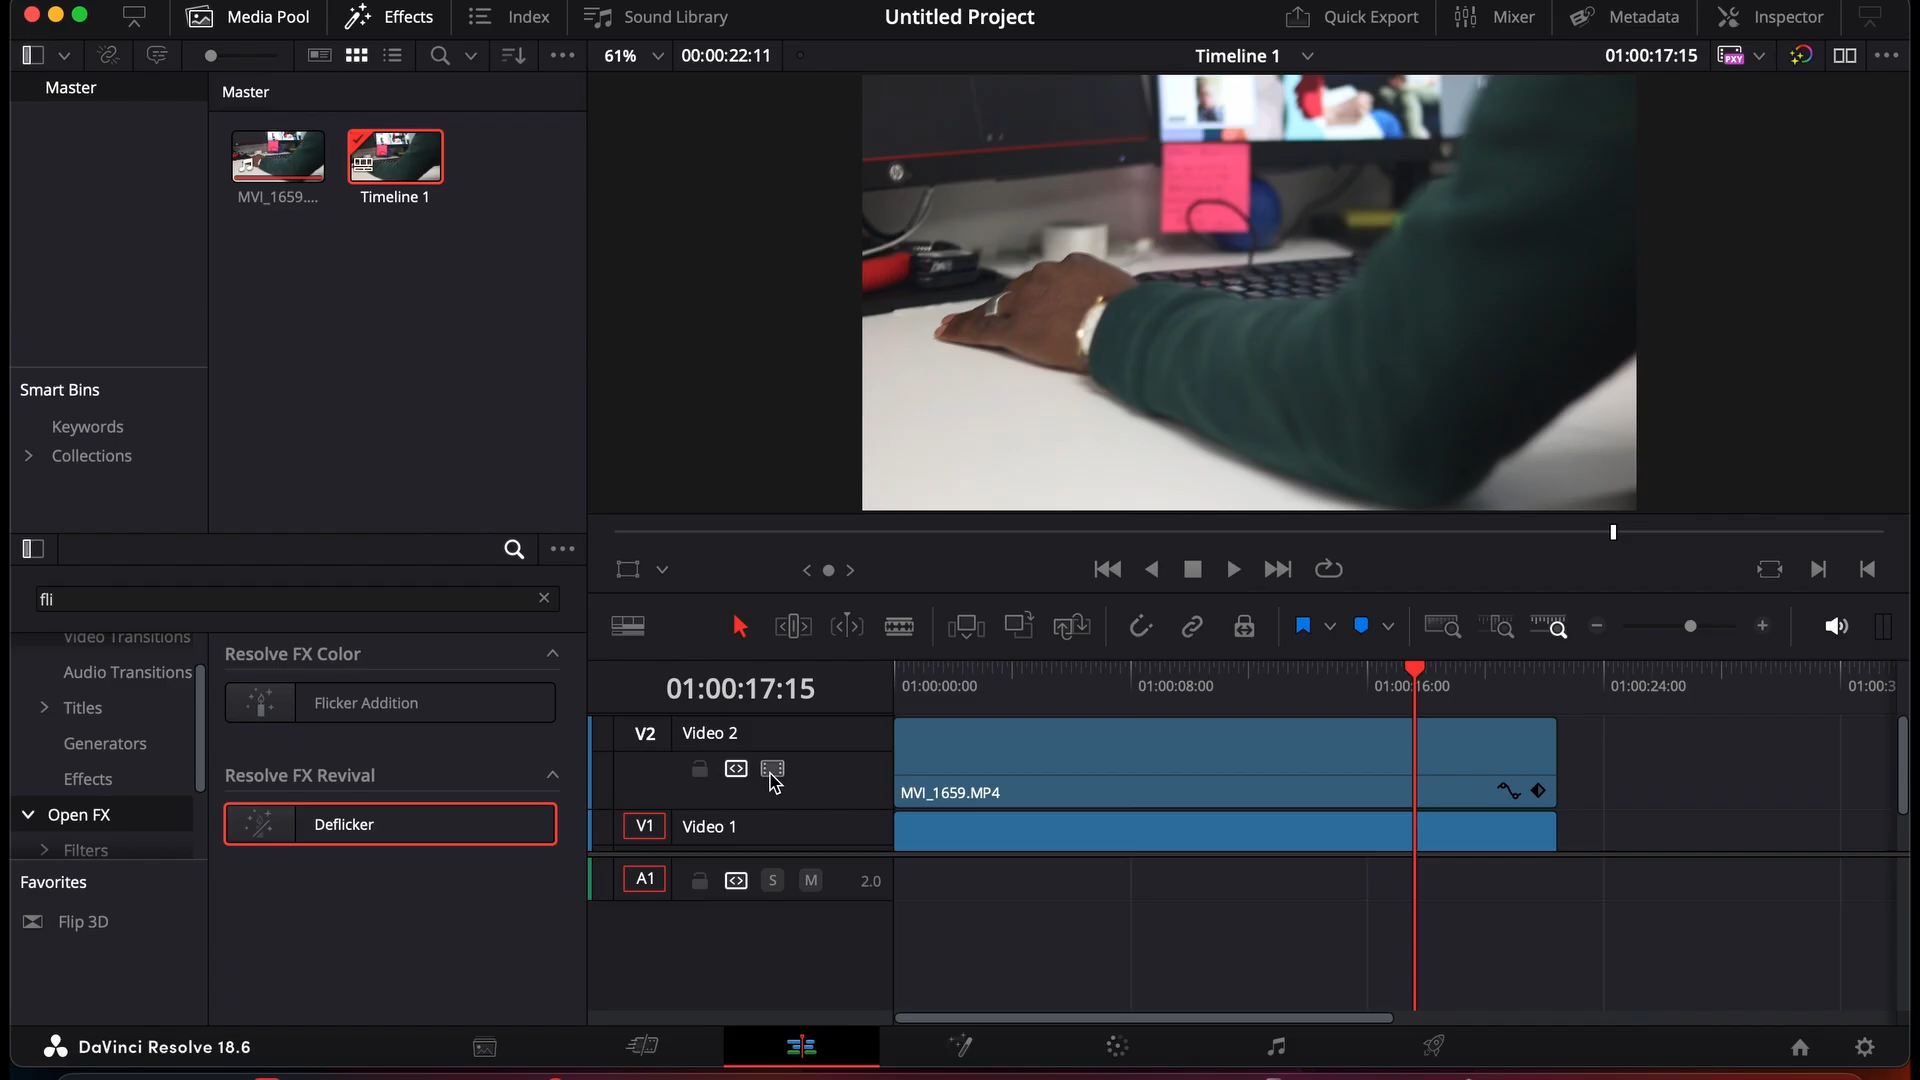 Media Pool
Effects
Index
Sound Library
Untitled Project
Quick Export
Mixer
Metadata
Inspector
61%
00:00:22:11
Timeline 1
01:00:17:15
PXY
Master
Master
MVI_1659....
Timeline 1
Smart Bins
Keywords
Collections
fli
Video Transitions
Audio Transitions
Titles
Generators
Effects
Open FX
Filters
Favorites
Flip 3D
Resolve FX Color
Flicker Addition
Resolve FX Revival
Deflicker
01:00:17:15
01:00:00:00
01:00:08:00
01:00:16:00
01:00:24:00
01:00:3
V2
Video 2
MVI_1659.MP4
V1
Video 1
A1
S
M
2.0
DaVinci Resolve 18.6